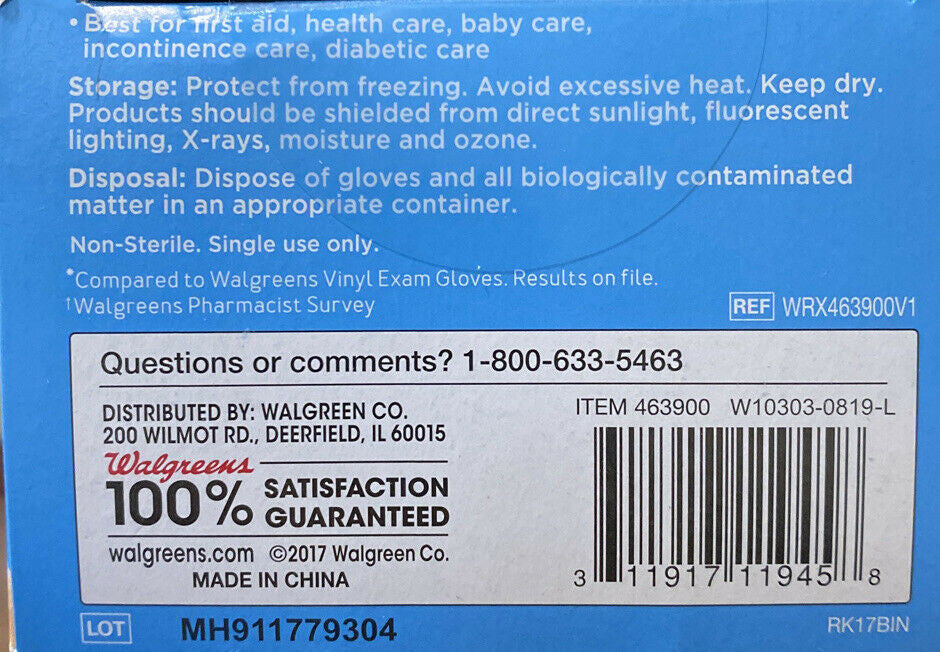 • Best for first aid, health care, baby care,
incontinence care, diabetic care
Storage: Protect from freezing. Avoid excessive heat. Keep dry.
Products should be shielded from direct sunlight, fluorescent
lighting, X-rays, moisture and ozone.
Disposal: Dispose of gloves and all biologically contaminated
matter in an appropriate container.
Non-Sterile. Single use only.
*Compared to Walgreens Vinyl Exam Gloves. Results on file.
†Walgreens Pharmacist Survey
REF WRX463900V1
Questions or comments? 1-800-633-5463
DISTRIBUTED BY: WALGREEN CO.
200 WILMOT RD., DEERFIELD, IL 60015
Walgreens
100% SATISFACTION
GUARANTEED
walgreens.com ©2017 Walgreen Co.
MADE IN CHINA
ITEM 463900 W10303-0819-L
3 11917 11945 8
LOT MH911779304
RK17BIN